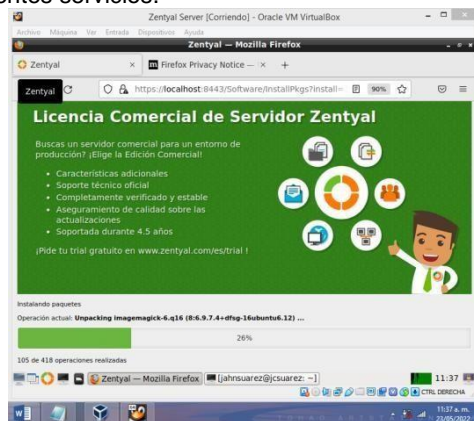 entes servicios.
Zentyal Server [Corriendo] - Oracle VM VirtualBox
Archivo Máquina Ver Entrada Dispositivos Ayuda
Zentyal — Mozilla Firefox
Zentyal
Firefox Privacy Notice —
Zentyal
https://localhost:8443/Software/InstallPkgs?install=
90%
Licencia Comercial de Servidor Zentyal
Buscas un servidor comercial para un entorno de
producción? ¡Elige la Edición Comercial!
• Características adicionales
• Soporte técnico oficial
• Completamente verificado y estable
• Aseguramiento de calidad sobre las
actualizaciones
• Soportada durante 4.5 años
¡Pide tu trial gratuito en www.zentyal.com/es/trial !
Instalando paquetes
Operación actual: Unpacking imagemagick-6.q16 (8:6.9.7.4+dfsg-16ubuntu6.12) ...
26%
105 de 418 operaciones realizadas
Zentyal — Mozilla Firefox
[jahnsuarez@jcsuarez: ~]
11:37
CTRL DERECHA
11:37 a. m.
23/05/2022